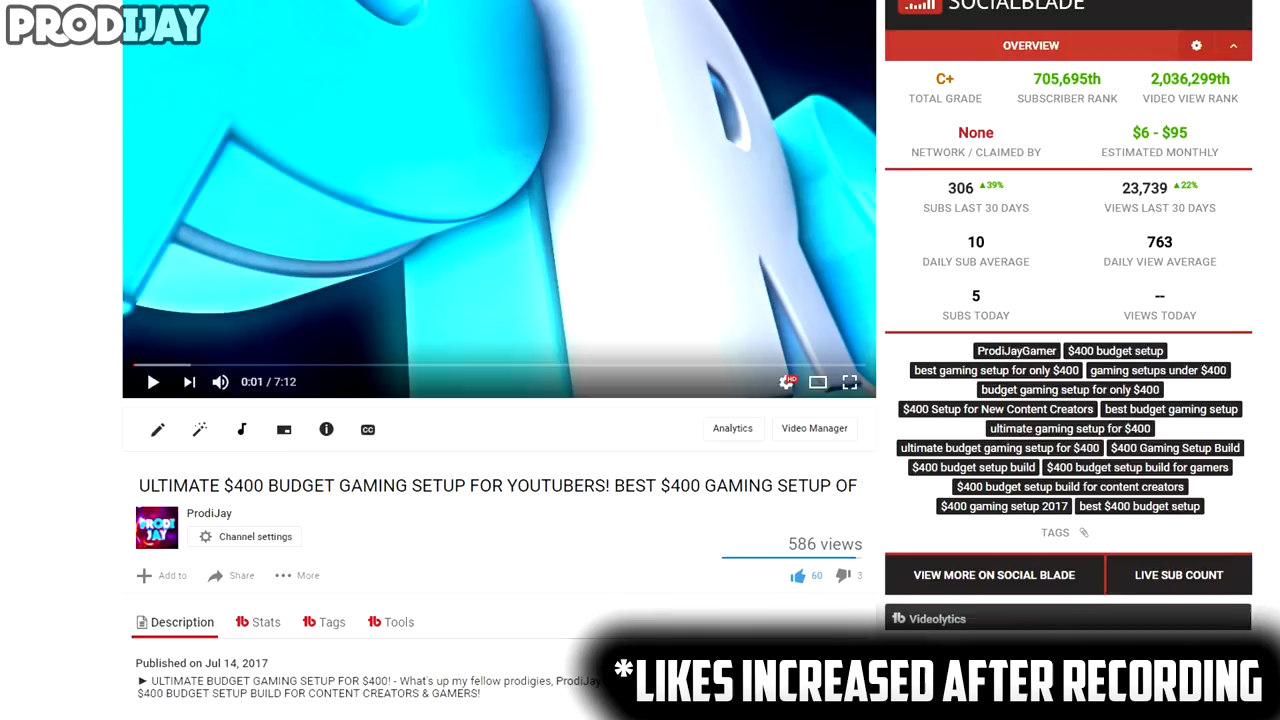 PRODIJAY
SOCIALBLADE
OVERVIEW
C+ 705,695th 2,036,299th
TOTAL GRADE SUBSCRIBER RANK VIDEO VIEW RANK
None $6 - $95
NETWORK / CLAIMED BY ESTIMATED MONTHLY
306 ▲39% 23,739 ▲22%
SUBS LAST 30 DAYS VIEWS LAST 30 DAYS
10 763
DAILY SUB AVERAGE DAILY VIEW AVERAGE
5 --
SUBS TODAY VIEWS TODAY
ProdiJayGamer $400 budget setup
best gaming setup for only $400 gaming setups under $400
budget gaming setup for only $400
$400 Setup for New Content Creators best budget gaming setup
ultimate gaming setup for $400
ultimate budget gaming setup for $400 $400 Gaming Setup Build
$400 budget setup build $400 budget setup build for gamers
$400 budget setup build for content creators
$400 gaming setup 2017 best $400 budget setup
TAGS
VIEW MORE ON SOCIAL BLADE LIVE SUB COUNT
tb Videolytics
0:01 / 7:12 HD
CC
Analytics Video Manager
ULTIMATE $400 BUDGET GAMING SETUP FOR YOUTUBERS! BEST $400 GAMING SETUP OF
PRODI JAY
ProdiJay
Channel settings
586 views
Add to Share More 60 3
Description tb Stats tb Tags tb Tools
Published on Jul 14, 2017
► ULTIMATE BUDGET GAMING SETUP FOR $400! - What's up my fellow prodigies, ProdiJay
$400 BUDGET SETUP BUILD FOR CONTENT CREATORS & GAMERS!
*LIKES INCREASED AFTER RECORDING